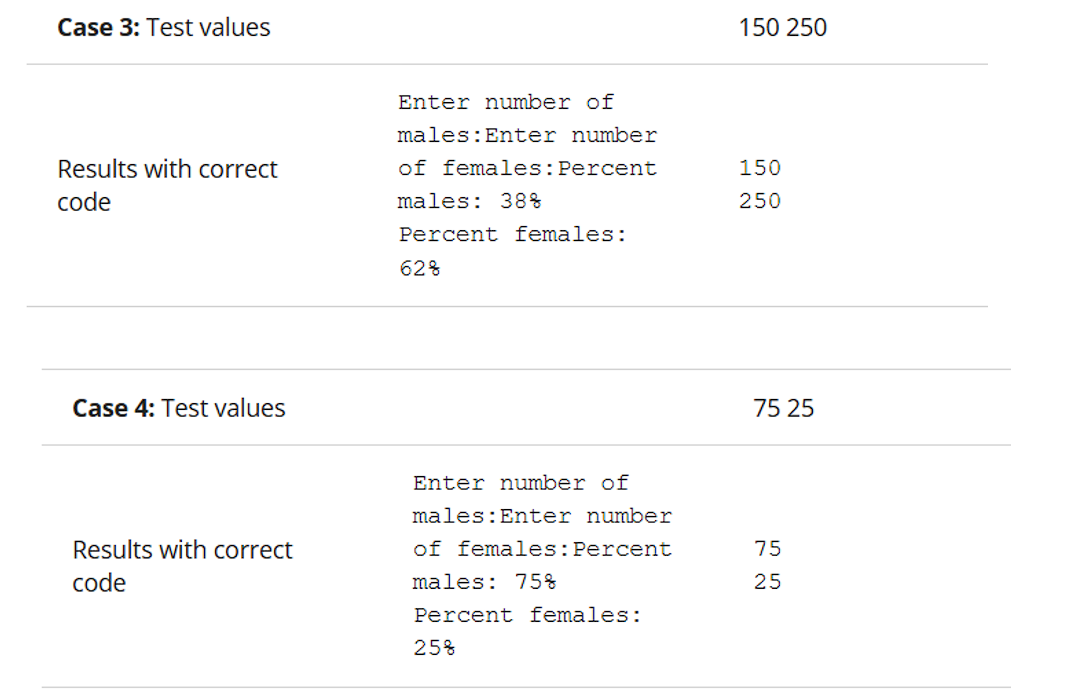 Case 3: Test values 150 250
Enter number of
males:Enter number
Results with correct of females:Percent 150
code males: 38% 250
Percent females:
62%
Case 4: Test values 75 25
Enter number of
males:Enter number
Results with correct of females:Percent 75
code males: 75% 25
Percent females:
25%